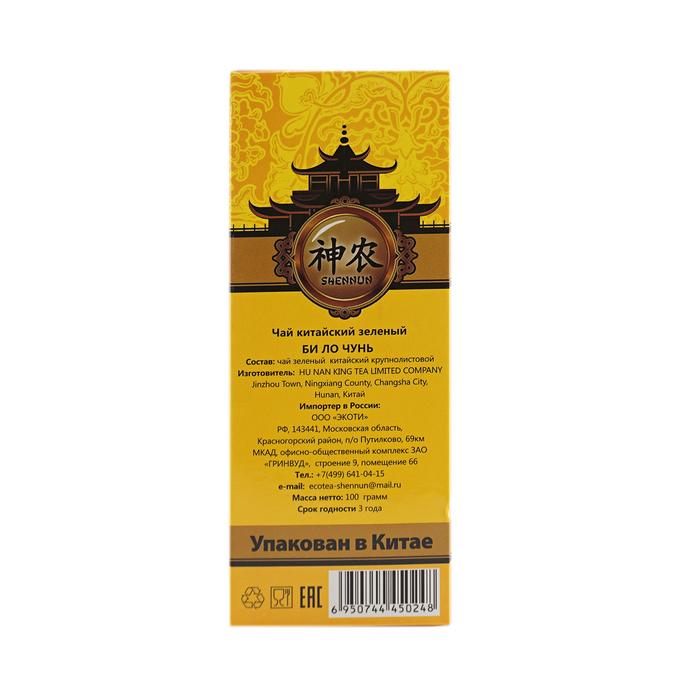 神农
SHENNUN
Чай китайский зеленый
БИ ЛО ЧУНЬ
Состав: чай зеленый китайский крупнолистовой
Изготовитель: HU NAN KING TEA LIMITED COMPANY
Jinzhou Town, Ningxiang County, Changsha City,
Hunan, Китай
Импортер в России:
ООО «ЭКОТИ»
РФ, 143441, Московская область,
Красногорский район, п/о Путилково, 69км
МКАД, офисно-общественный комплекс ЗАО
«ГРИНВУД», строение 9, помещение 66
Тел.: +7(499) 641-04-15
e-mail: ecotea-shennun@mail.ru
Масса нетто: 100 грамм
Срок годности 3 года
Упакован в Китае
EAC
6 950744 450248